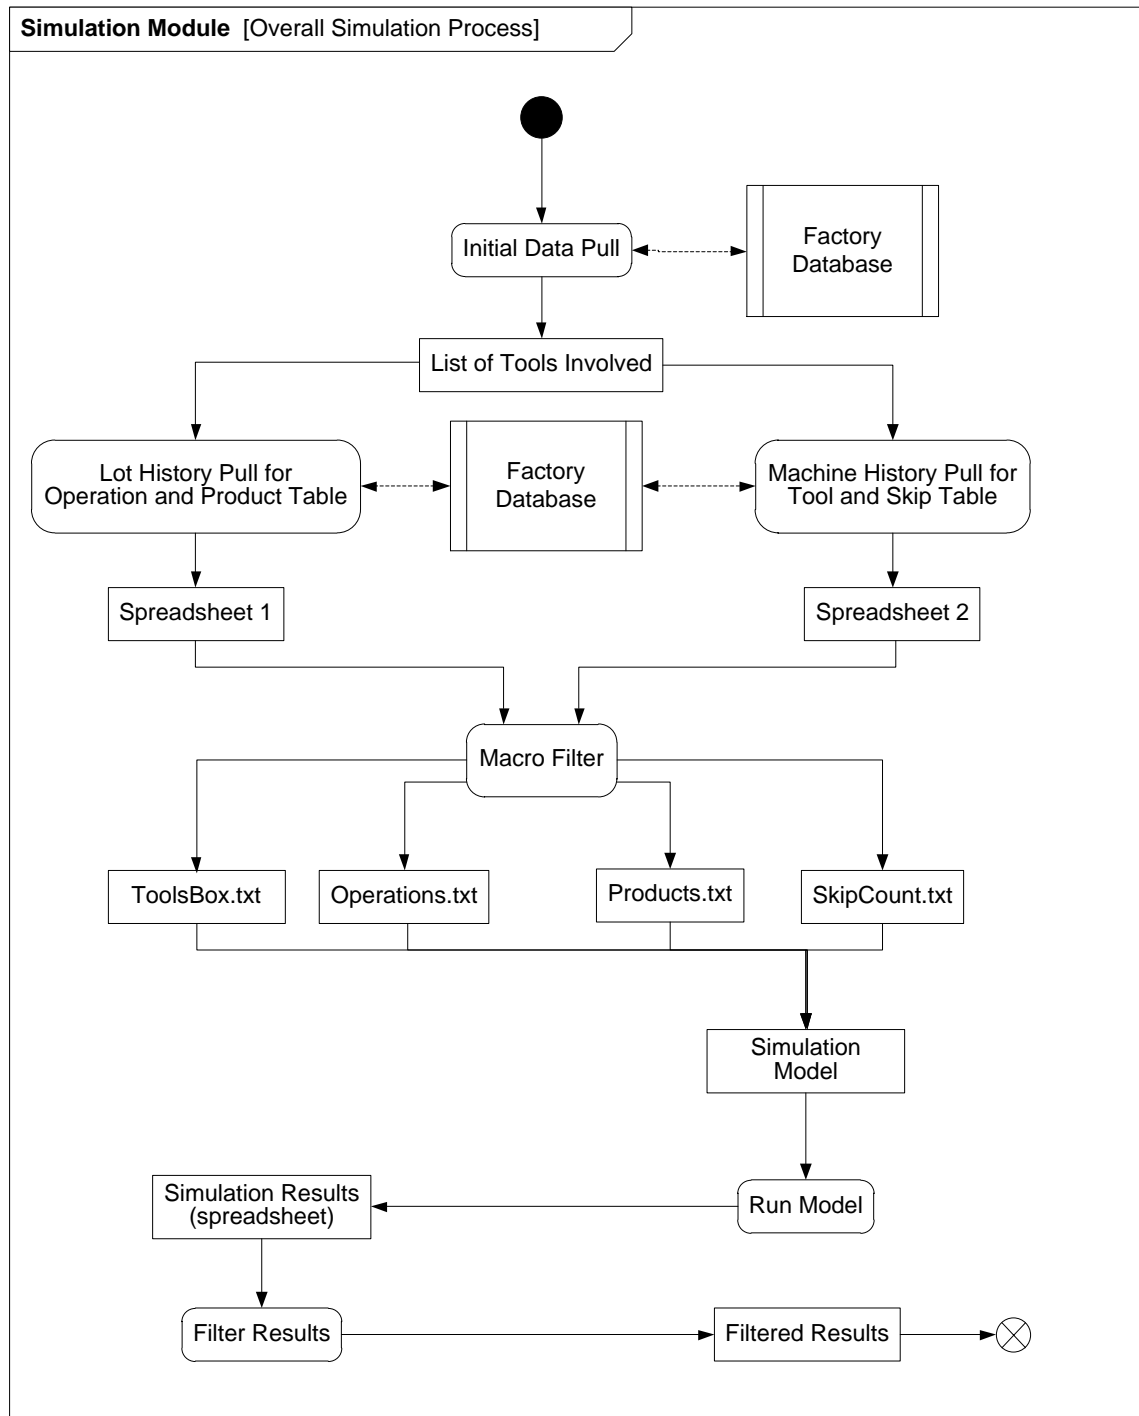 Simulation Module [Overall Simulation Process]
Initial Data Pull
Factory
Database
List of Tools Involved
Lot History Pull for
Operation and Product Table
Factory
Database
Machine History Pull for
Tool and Skip Table
Spreadsheet 1
Spreadsheet 2
Macro Filter
ToolsBox.txt
Operations.txt
Products.txt
SkipCount.txt
Simulation
Model
Simulation Results
(spreadsheet)
Run Model
Filter Results
Filtered Results